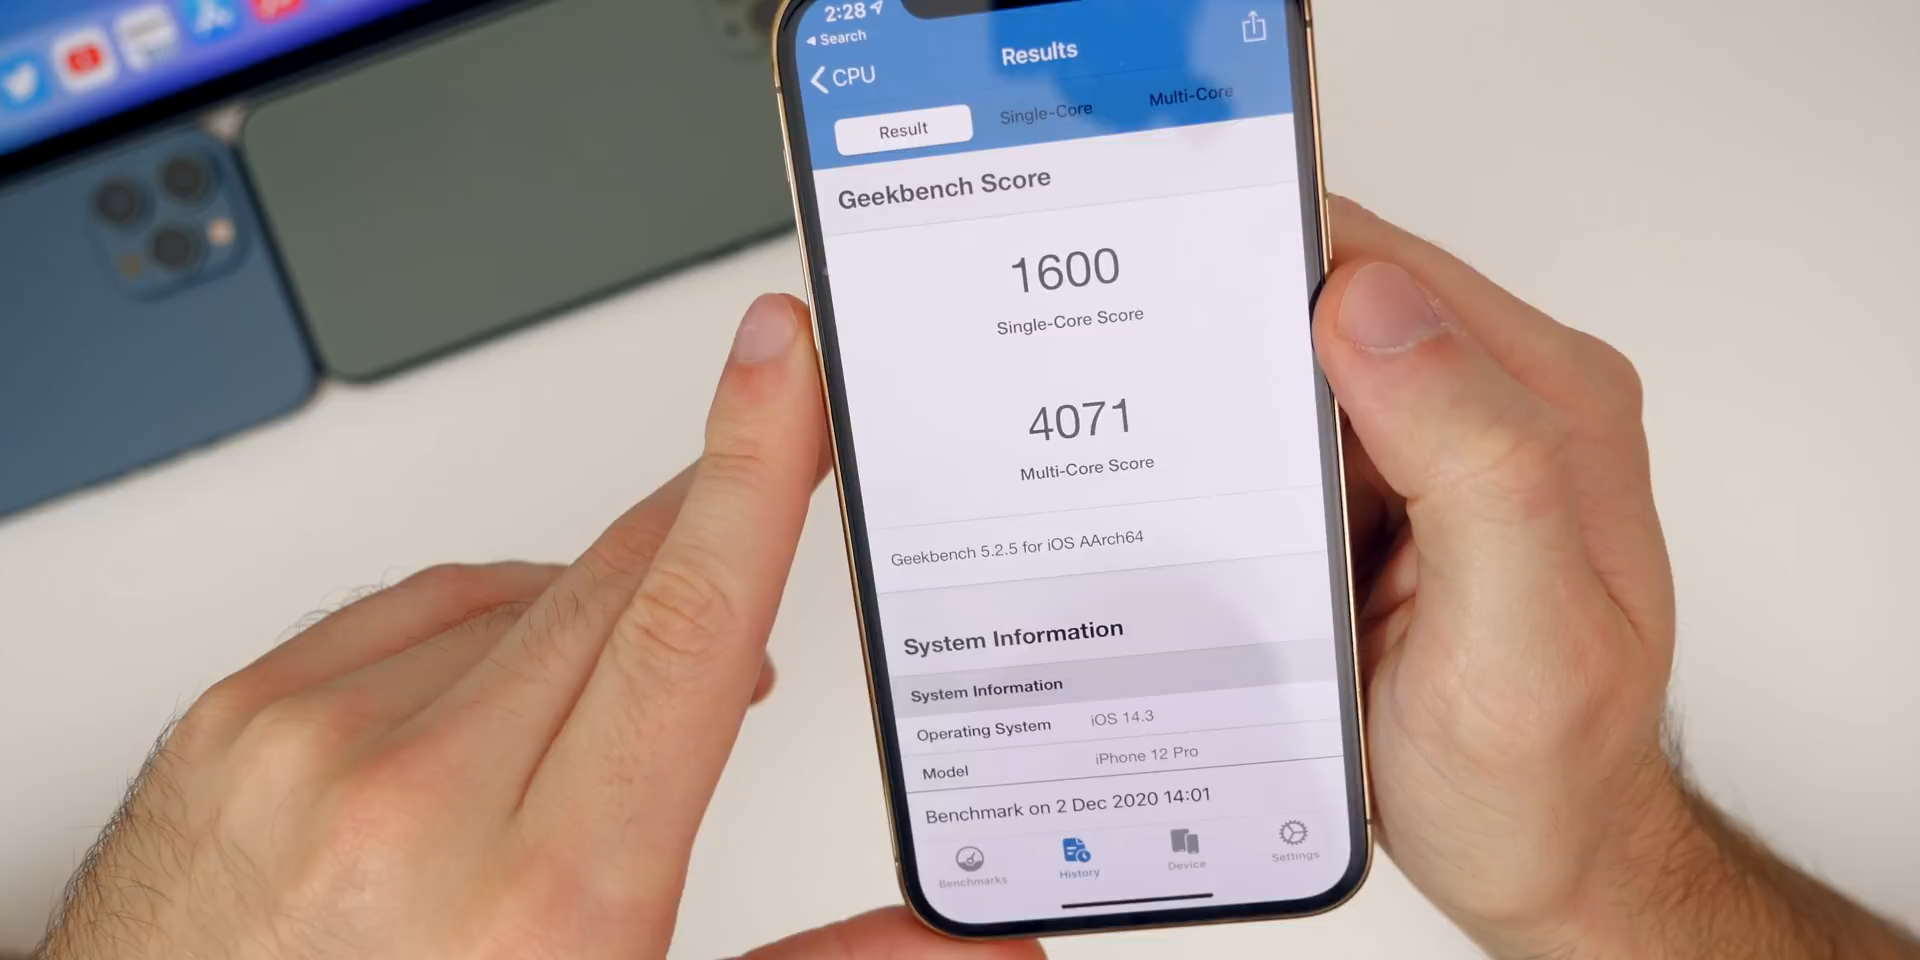 2:28
Search
CPU
Results
Result Single-Core Multi-Core
Geekbench Score
1600
Single-Core Score
4071
Multi-Core Score
Geekbench 5.2.5 for iOS AArch64
System Information
System Information
Operating System iOS 14.3
Model iPhone 12 Pro
Benchmark on 2 Dec 2020 14:01
Benchmarks History Device Settings